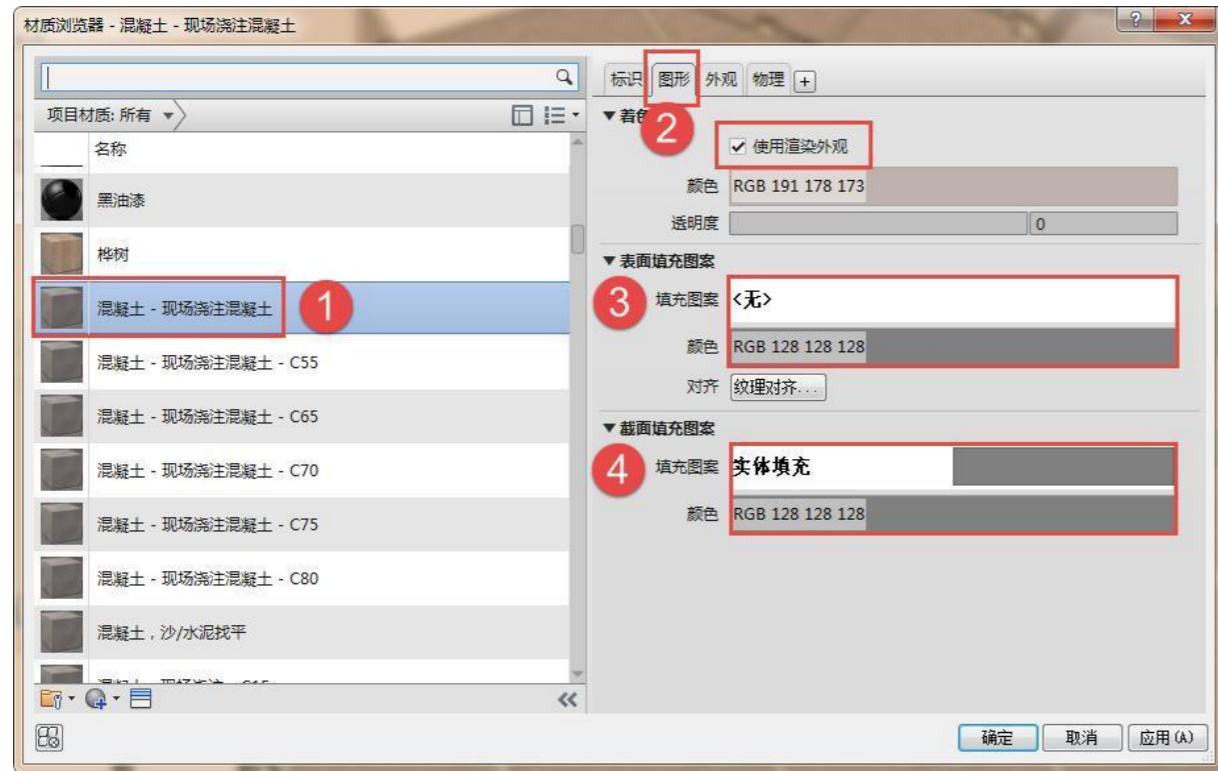 材质浏览器 - 混凝土 - 现场浇注混凝土
项目材质: 所有
名称
黑油漆
桦树
混凝土 - 现场浇注混凝土
1
混凝土 - 现场浇注混凝土 - C55
混凝土 - 现场浇注混凝土 - C65
混凝土 - 现场浇注混凝土 - C70
混凝土 - 现场浇注混凝土 - C75
混凝土 - 现场浇注混凝土 - C80
混凝土，沙/水泥找平
标识 图形 外观 物理 +
2
使用渲染外观
颜色 RGB 191 178 173
透明度 0
表面填充图案
3
填充图案 <无>
颜色 RGB 128 128 128
对齐 纹理对齐...
截面填充图案
4
填充图案 实体填充
颜色 RGB 128 128 128
确定 取消 应用(A)